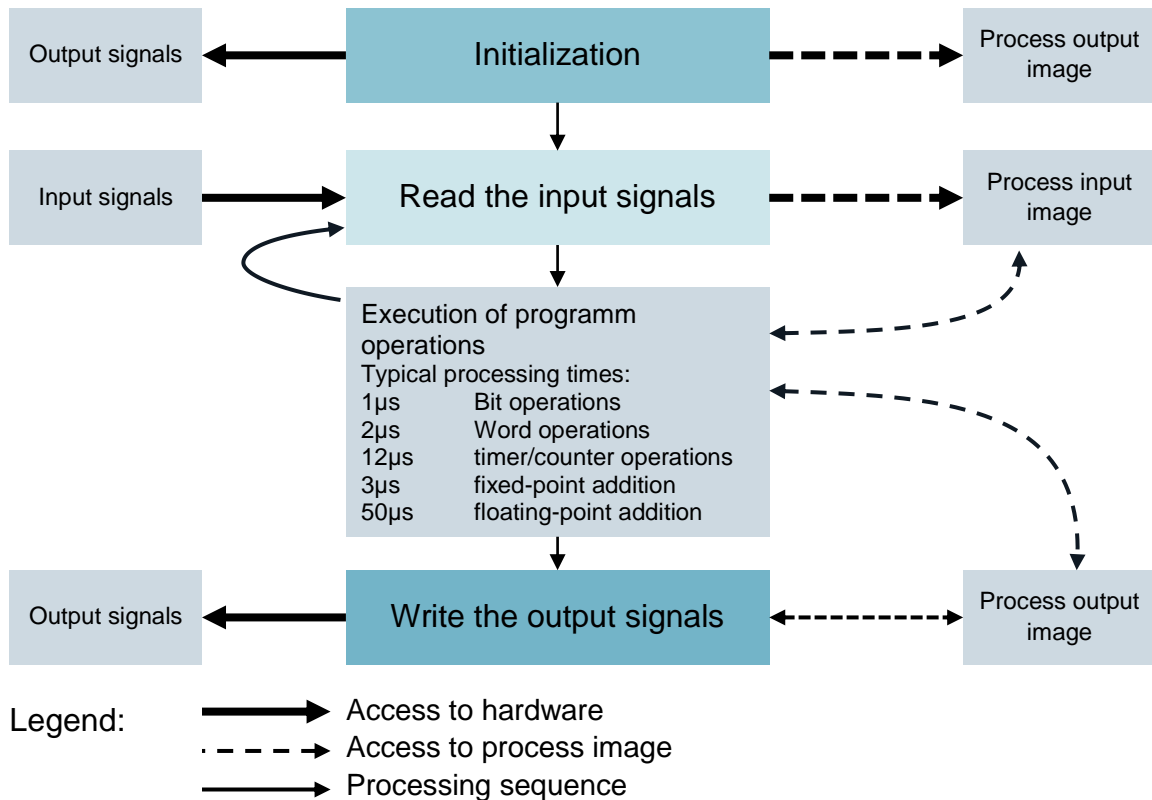 Output signals
Initialization
Process output
image
Input signals
Read the input signals
Process input
image
Execution of programm
operations
Typical processing times:
1µs Bit operations
2µs Word operations
12µs timer/counter operations
3µs fixed-point addition
50µs floating-point addition
Output signals
Write the output signals
Process output
image
Legend:
Access to hardware
Access to process image
Processing sequence